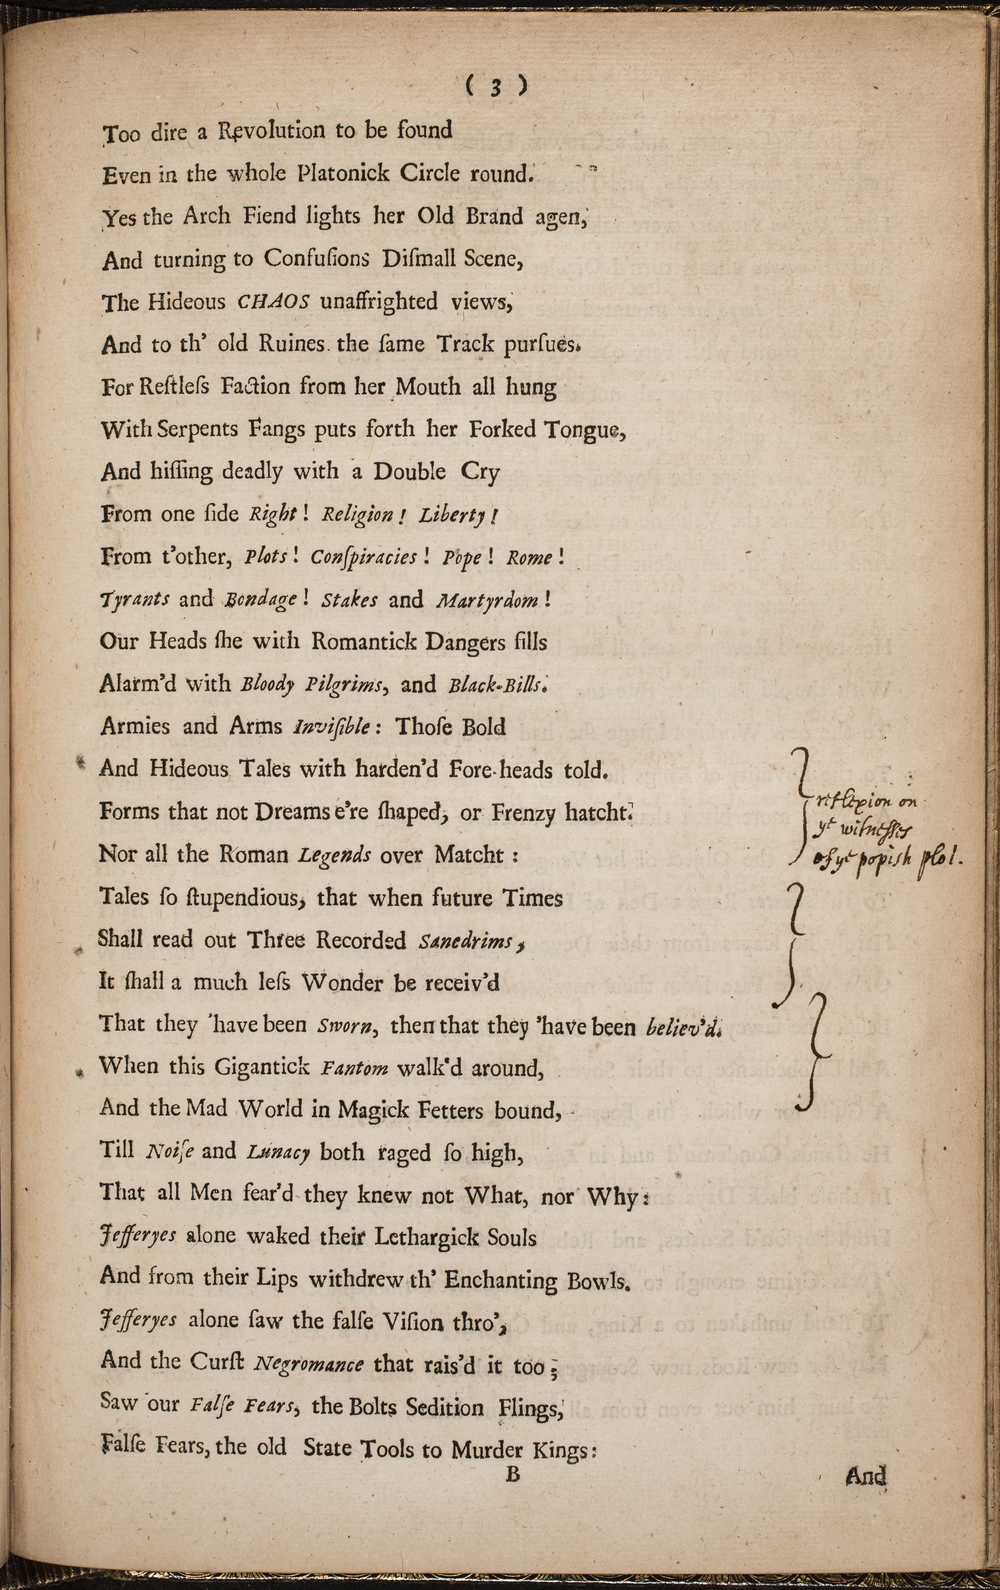 ( 3 )
Too dire a Revolution to be found
Even in the whole Platonick Circle round.
Yes the Arch Fiend lights her Old Brand agen,
And turning to Confuſions Diſmall Scene,
The Hideous CHAOS unaffrighted views,
And to th' old Ruines the ſame Track purſues.
For Reſtleſs Faction from her Mouth all hung
With Serpents Fangs puts forth her Forked Tongue,
And hiſſing deadly with a Double Cry
From one ſide Right ! Religion ! Liberty !
From t'other, Plots ! Conſpiracies ! Pope ! Rome !
Tyrants and Bondage ! Stakes and Martyrdom !
Our Heads ſhe with Romantick Dangers fills
Alarm'd with Bloody Pilgrims, and Black-Bills.
Armies and Arms Inviſible : Thoſe Bold
And Hideous Tales with harden'd Fore-heads told.
Forms that not Dreams e're ſhaped, or Frenzy hatcht.
reflexion on
ye witneſſes
of ye popish plot.
Nor all the Roman Legends over Matcht :
Tales ſo ſtupendious, that when future Times
Shall read out Three Recorded Sanedrims,
It ſhall a much leſs Wonder be receiv'd
That they 'have been Sworn, then that they 'have been believ'd.
When this Gigantick Fantom walk'd around,
And the Mad World in Magick Fetters bound,
Till Noiſe and Lunacy both raged ſo high,
That all Men fear'd they knew not What, nor Why :
Jefferyes alone waked their Lethargick Souls
And from their Lips withdrew th' Enchanting Bowls.
Jefferyes alone ſaw the falſe Viſion thro',
And the Curſt Negromance that rais'd it too ;
Saw our Falſe Fears, the Bolts Sedition Flings,
Falſe Fears, the old State Tools to Murder Kings :
B And